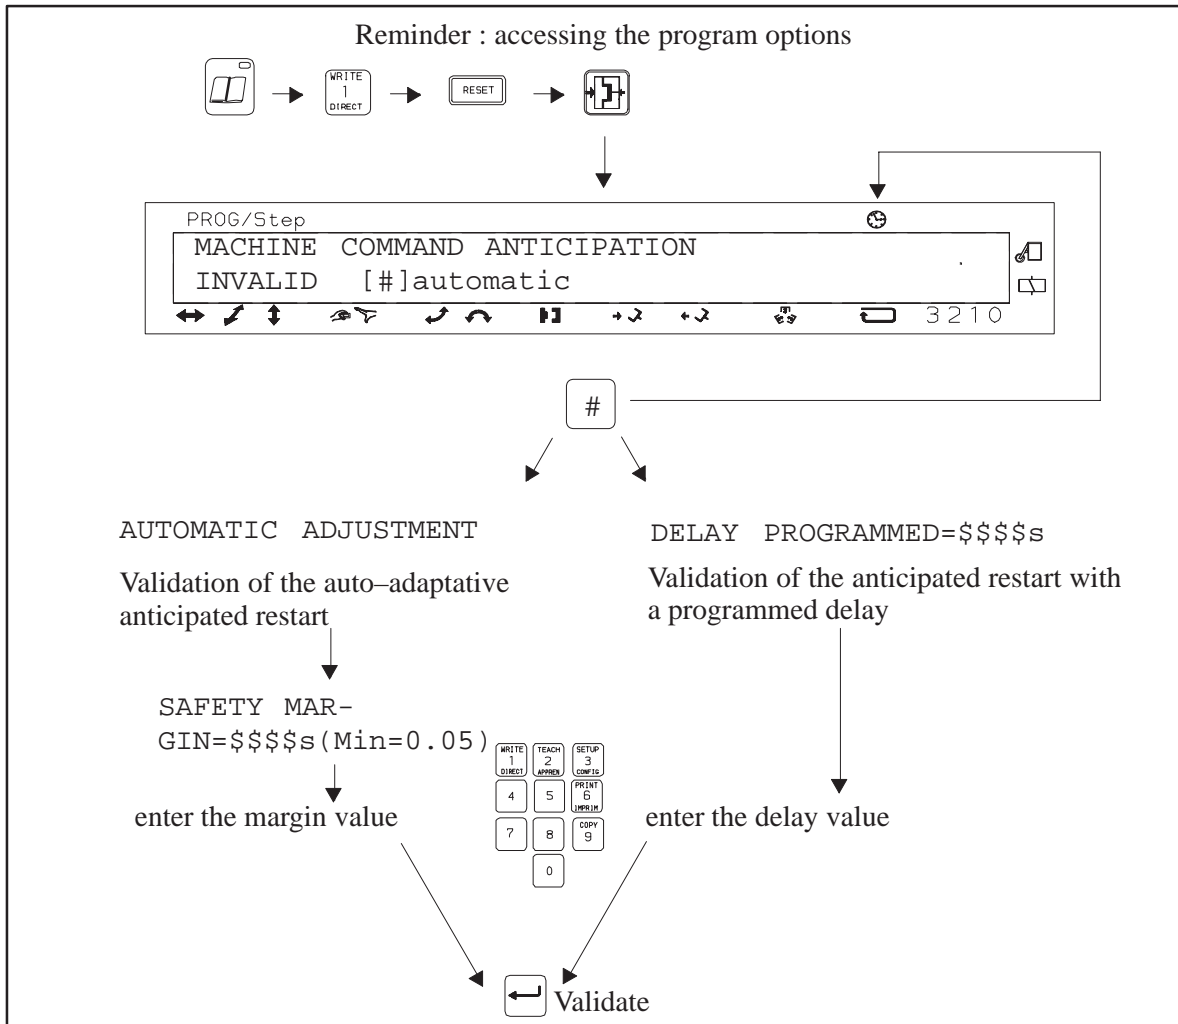 Reminder : accessing the program options
WRITE
1
DIRECT
RESET
PROG/Step
MACHINE COMMAND ANTICIPATION
INVALID [#]automatic
3210
#
AUTOMATIC ADJUSTMENT
Validation of the auto–adaptative
anticipated restart
SAFETY MAR-
GIN=$$$$s(Min=0.05)
enter the margin value
DELAY PROGRAMMED=$$$$s
Validation of the anticipated restart with
a programmed delay
enter the delay value
WRITE TEACH SETUP
1 2 3
DIRECT APPREN CONFIG
PRINT
4 5 6
IMPRIM
COPY
7 8 9
0
Validate